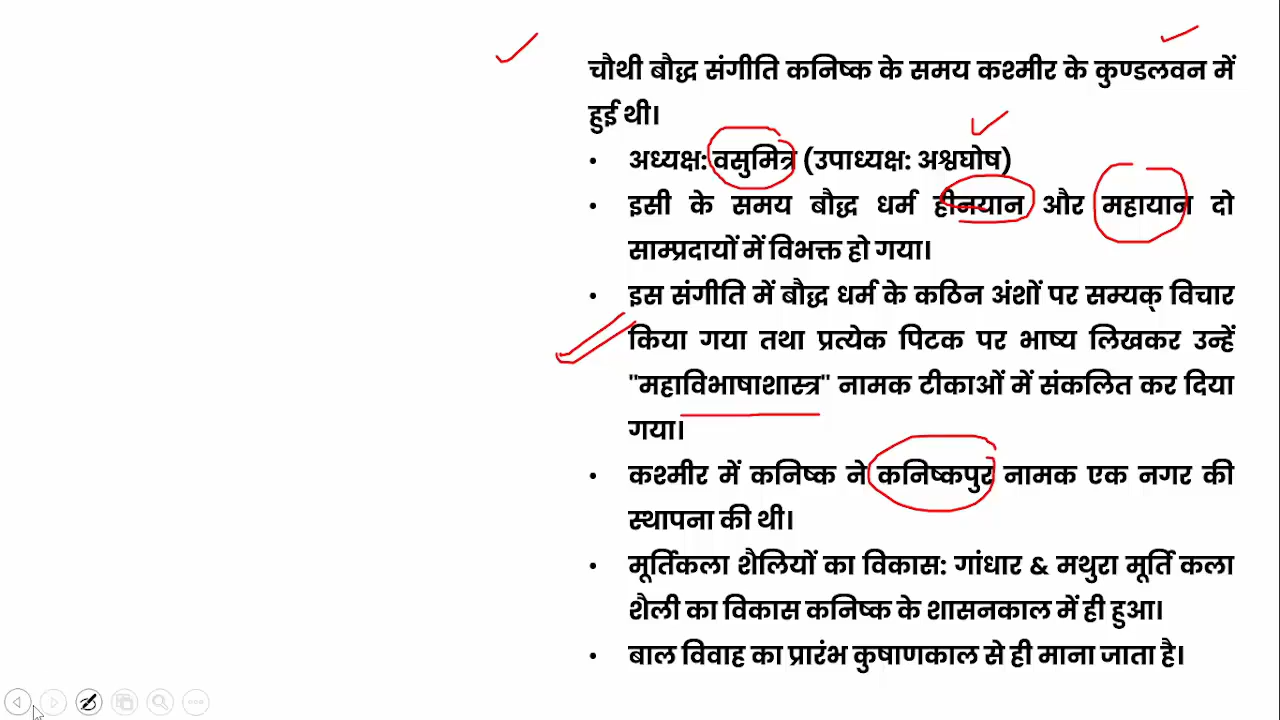 चौथी बौद्ध संगीति कनिष्क के समय कश्मीर के कुण्डलवन में
हुई थी।
• अध्यक्ष: वसुमित्र (उपाध्यक्ष: अश्वघोष)
• इसी के समय बौद्ध धर्म हीनयान और महायान दो
साम्प्रदायों में विभक्त हो गया।
• इस संगीति में बौद्ध धर्म के कठिन अंशों पर सम्यक् विचार
किया गया तथा प्रत्येक पिटक पर भाष्य लिखकर उन्हें
"महाविभाषाशास्त्र" नामक टीकाओं में संकलित कर दिया
गया।
• कश्मीर में कनिष्क ने कनिष्कपुर नामक एक नगर की
स्थापना की थी।
• मूर्तिकला शैलियों का विकास: गांधार & मथुरा मूर्ति कला
शैली का विकास कनिष्क के शासनकाल में ही हुआ।
• बाल विवाह का प्रारंभ कुषाणकाल से ही माना जाता है।